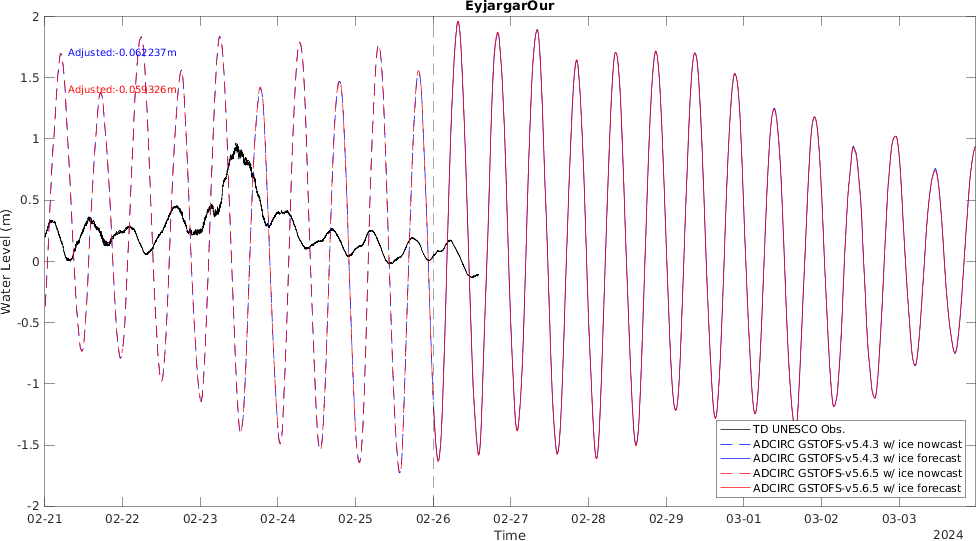 EyjargarOur
2
1.5
1
0.5
0
-0.5
-1
-1.5
-2
Water Level (m)
Adjusted:-0.062237m
Adjusted:-0.059326m
TD UNESCO Obs.
ADCIRC GSTOFS-v5.4.3 w/ ice nowcast
ADCIRC GSTOFS-v5.4.3 w/ ice forecast
ADCIRC GSTOFS-v5.6.5 w/ ice nowcast
ADCIRC GSTOFS-v5.6.5 w/ ice forecast
02-21 02-22 02-23 02-24 02-25 02-26 02-27 02-28 02-29 03-01 03-02 03-03
Time
2024